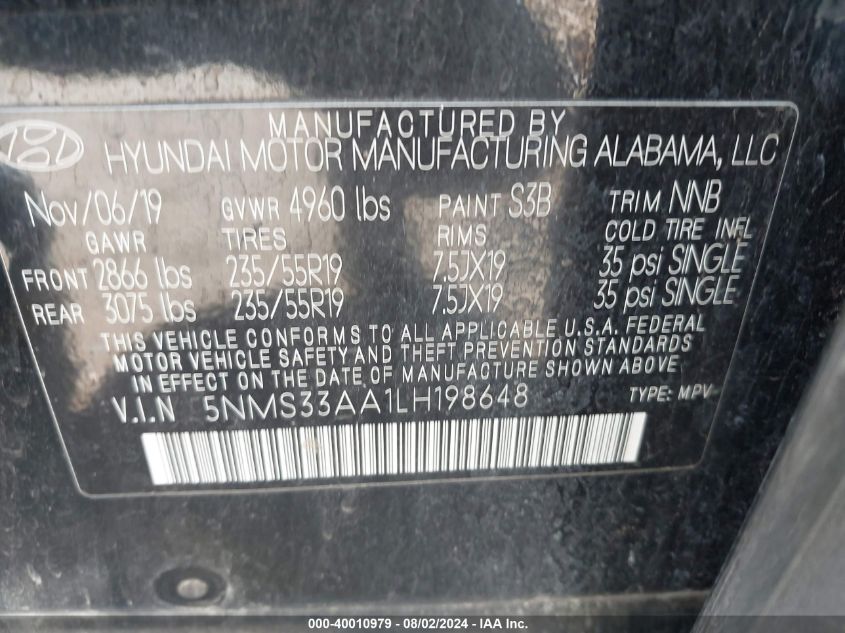 MANUFACTURED BY
HYUNDAI MOTOR MANUFACTURING ALABAMA, LLC
Nov/06/19 GVWR 4960 lbs PAINT S3B TRIM NNB
GAWR TIRES RIMS COLD TIRE INFL
FRONT 2866 lbs 235/55R19 7.5JX19 35 psi SINGLE
REAR 3075 lbs 235/55R19 7.5JX19 35 psi SINGLE
THIS VEHICLE CONFORMS TO ALL APPLICABLE U.S.A. FEDERAL
MOTOR VEHICLE SAFETY AND THEFT PREVENTION STANDARDS
IN EFFECT ON THE DATE OF MANUFACTURE SHOWN ABOVE
V.I.N 5NMS33AA1LH198648 TYPE: MPV
000-40010979 - 08/02/2024 - IAA Inc.